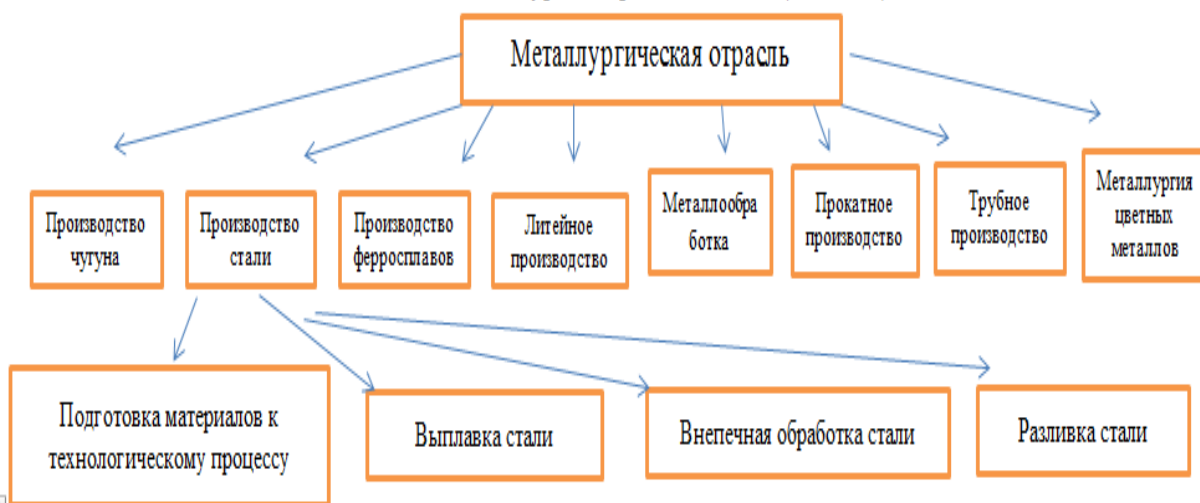 Металлургическая отрасль
Производство
чугуна
Производство
стали
Производство
ферросплавов
Литейное
производство
Металлообра
ботка
Прокатное
производство
Трубное
производство
Металлургия
цветных
металлов
Подготовка материалов к
технологическому процессу
Выплавка стали
Внепечная обработка стали
Разливка стали